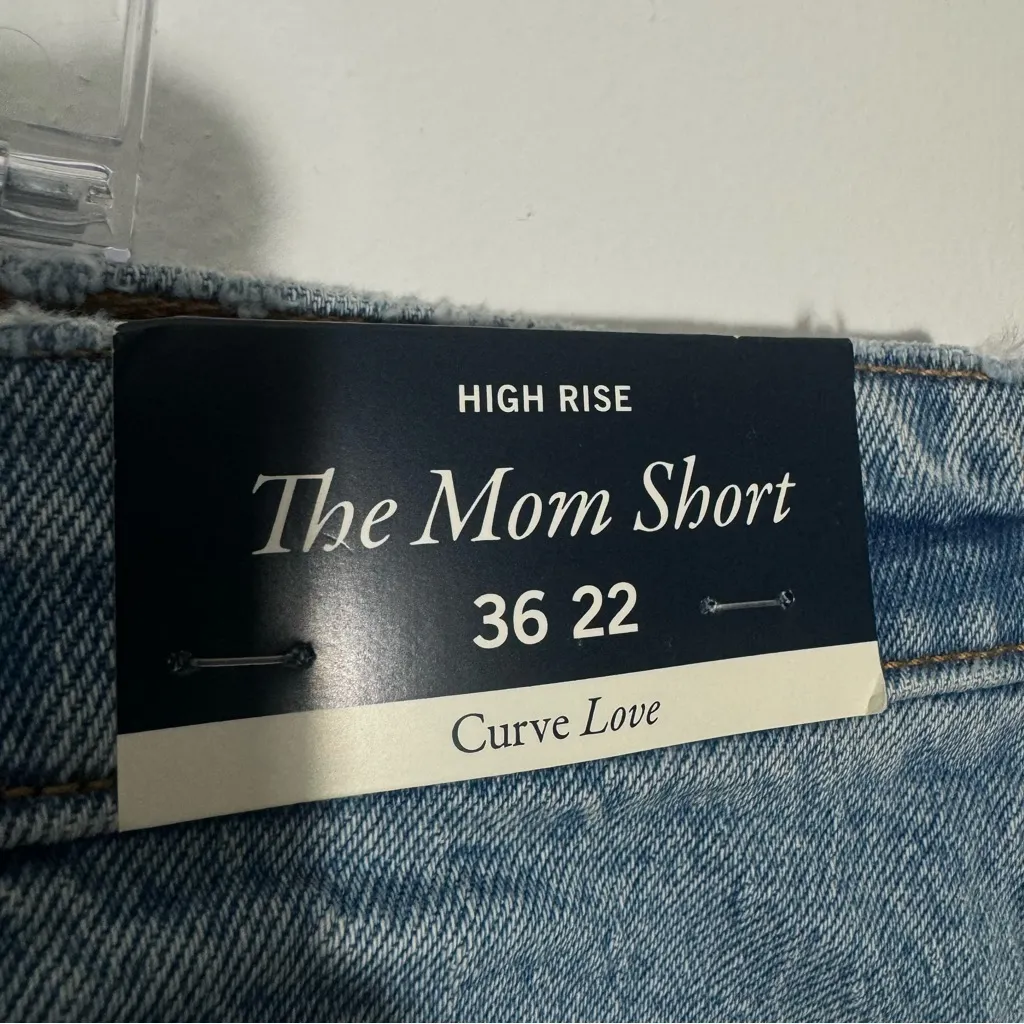 HIGH RISE
The Mom Short
36 22
Curve Love